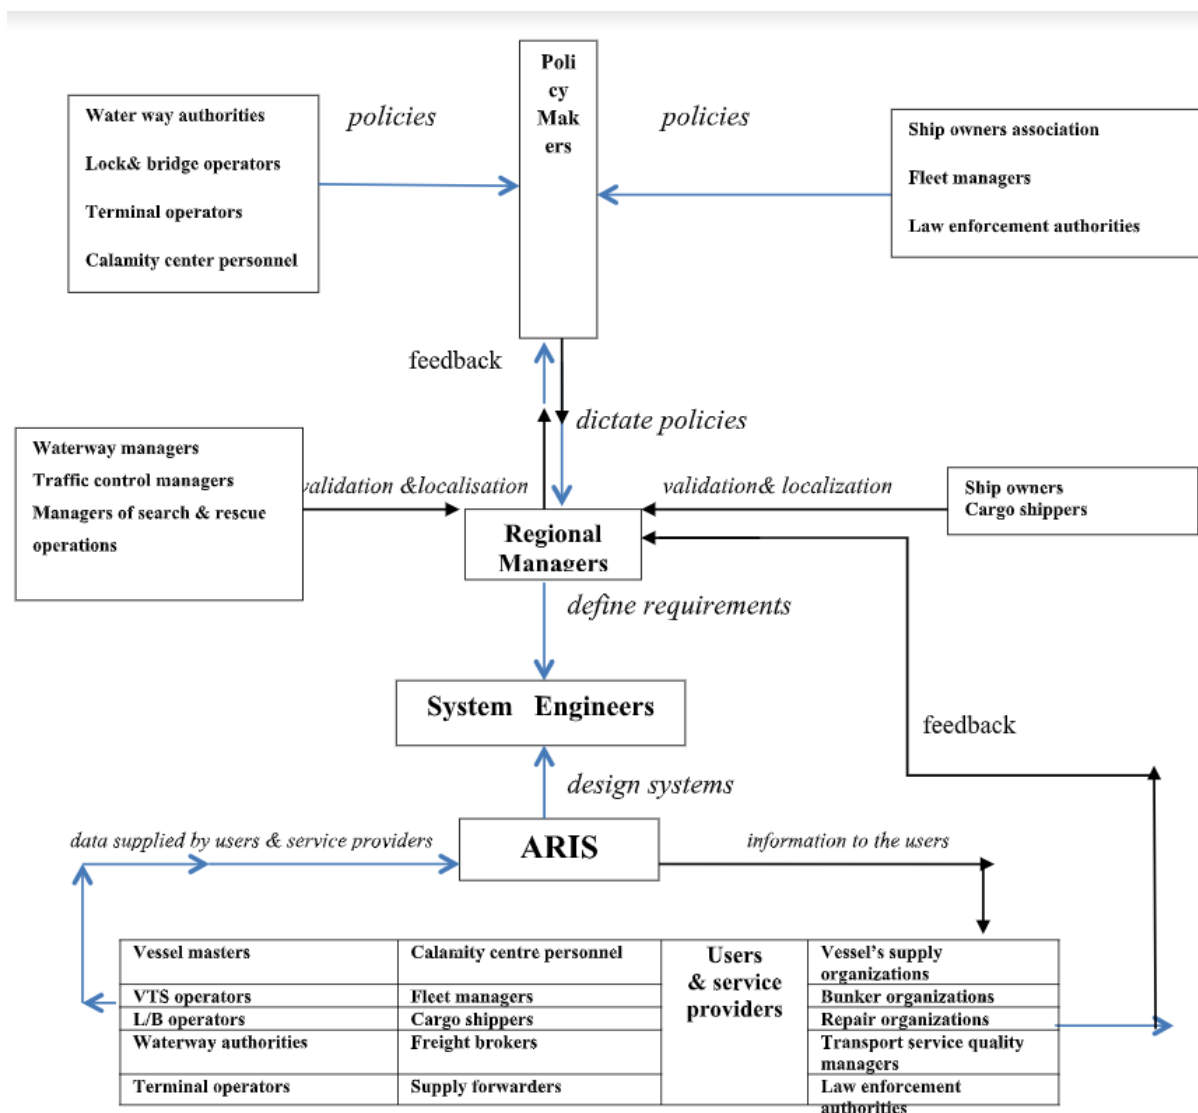 Poli
cy
Mak
ers
Water way authorities
Lock& bridge operators
Terminal operators
Calamity center personnel
policies
policies
Ship owners association
Fleet managers
Law enforcement authorities
feedback
dictate policies
Waterway managers
Traffic control managers
Managers of search & rescue
operations
validation &localisation
validation& localization
Ship owners
Cargo shippers
Regional
Managers
define requirements
System Engineers
feedback
design systems
data supplied by users & service providers
ARIS
information to the users
Vessel masters
Calamity centre personnel
Users
& service
providers
Vessel's supply
organizations
VTS operators
Fleet managers
Bunker organizations
L/B operators
Cargo shippers
Repair organizations
Waterway authorities
Freight brokers
Transport service quality
managers
Terminal operators
Supply forwarders
Law enforcement
authorities